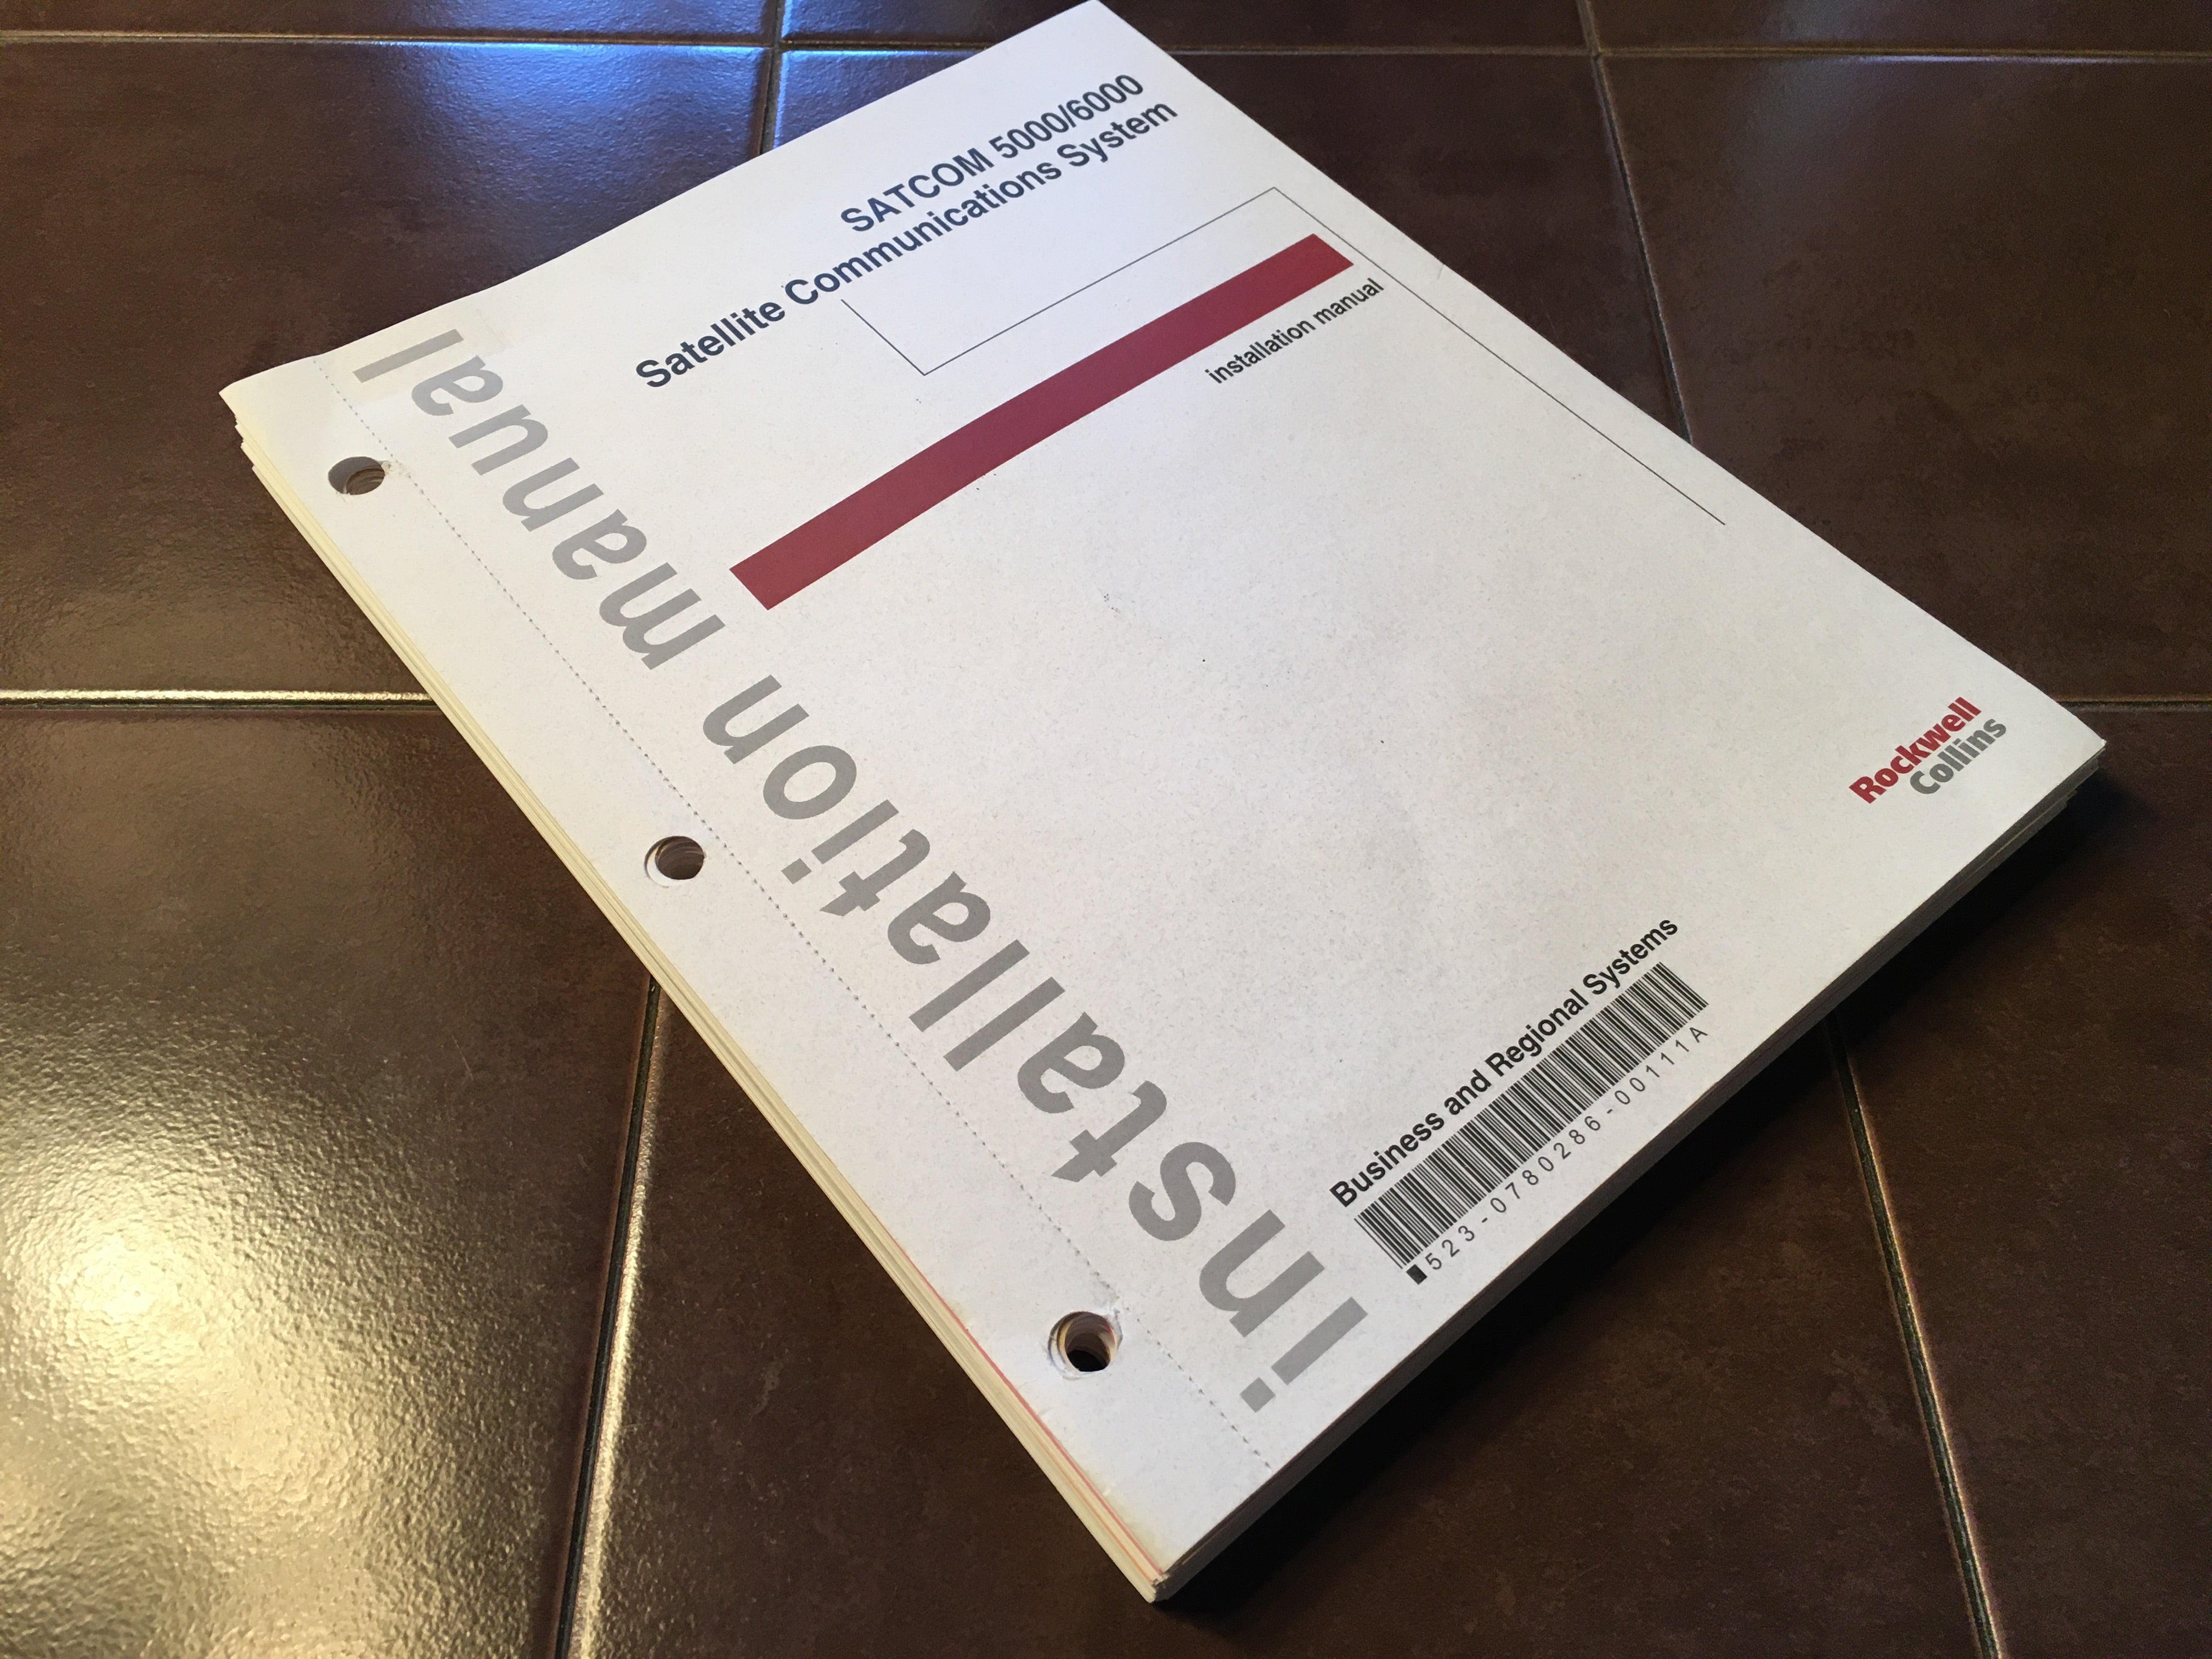 SATCOM 5000/6000
Satellite Communications System
installation manual
installation manual
Rockwell
Collins
Business and Regional Systems
523-0780286-00111A